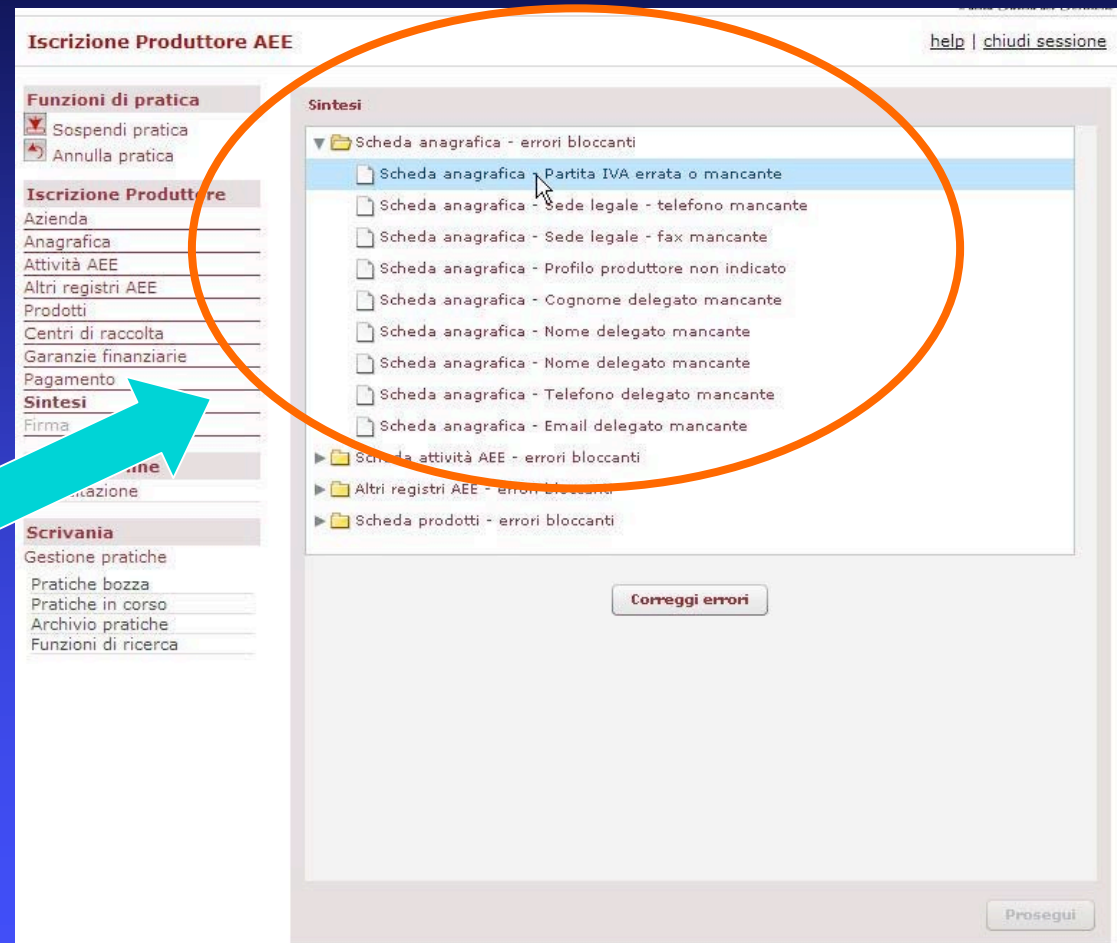 Iscrizione Produttore AEE
help | chiudi sessione
Funzioni di pratica
Sospendi pratica
Annulla pratica
Iscrizione Produttore
Azienda
Anagrafica
Attività AEE
Altri registri AEE
Prodotti
Centri di raccolta
Garanzie finanziarie
Pagamento
Sintesi
Firma
Scrivania
Gestione pratiche
Pratiche bozza
Pratiche in corso
Archivio pratiche
Funzioni di ricerca
Sintesi
Scheda anagrafica - errori bloccanti
Scheda anagrafica - Partita IVA errata o mancante
Scheda anagrafica - Sede legale - telefono mancante
Scheda anagrafica - Sede legale - fax mancante
Scheda anagrafica - Profilo produttore non indicato
Scheda anagrafica - Cognome delegato mancante
Scheda anagrafica - Nome delegato mancante
Scheda anagrafica - Nome delegato mancante
Scheda anagrafica - Telefono delegato mancante
Scheda anagrafica - Email delegato mancante
Scheda attività AEE - errori bloccanti
Altri registri AEE - errori bloccanti
Scheda prodotti - errori bloccanti
Correggi errori
Prosegui